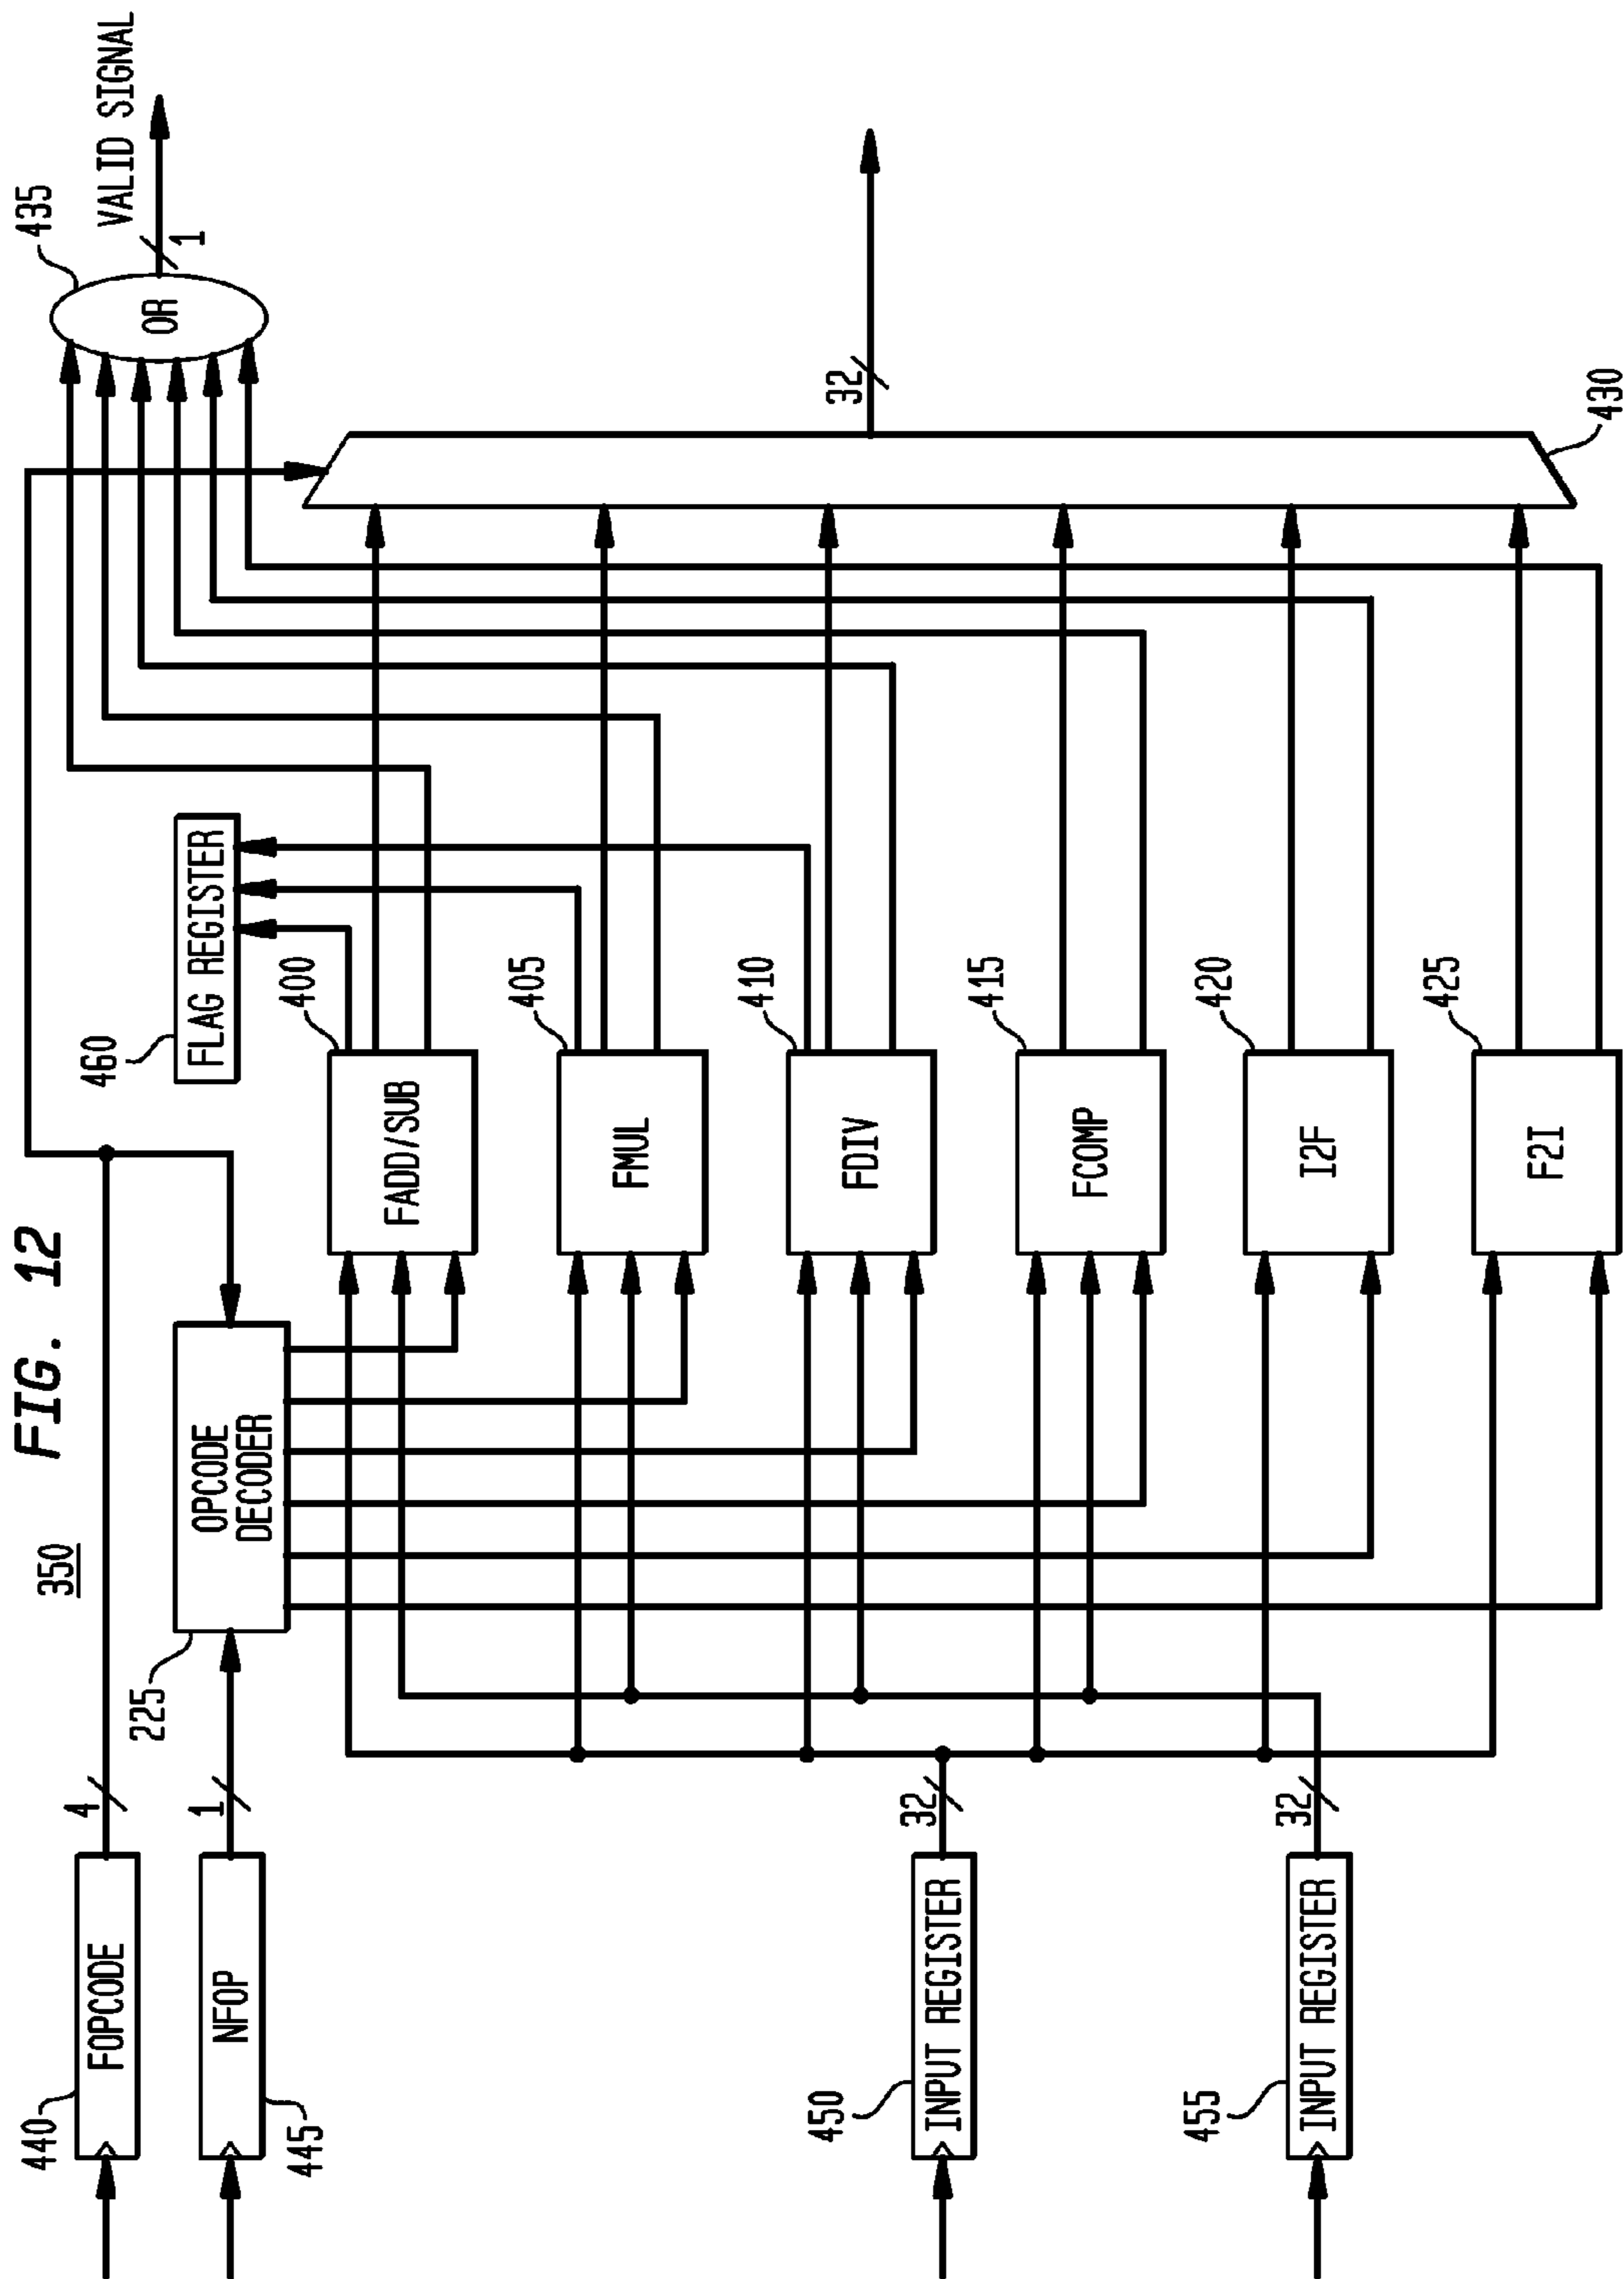 FIG. 12
350
440
FOPCODE
4
NFOP
445
1
225
OPCODE
DECODER
460
FLAG REGISTER
435
OR
VALID SIGNAL
1
400
FADD/SUB
405
FMUL
410
FDIV
415
FCOMP
420
I2F
425
F2I
450
INPUT REGISTER
32
455
INPUT REGISTER
32
32
430